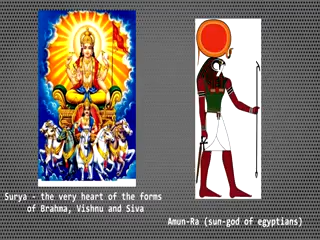 Surya - the very heart of the forms
of Brahma, Vishnu and Siva
Amun-Ra (sun-god of egyptians)